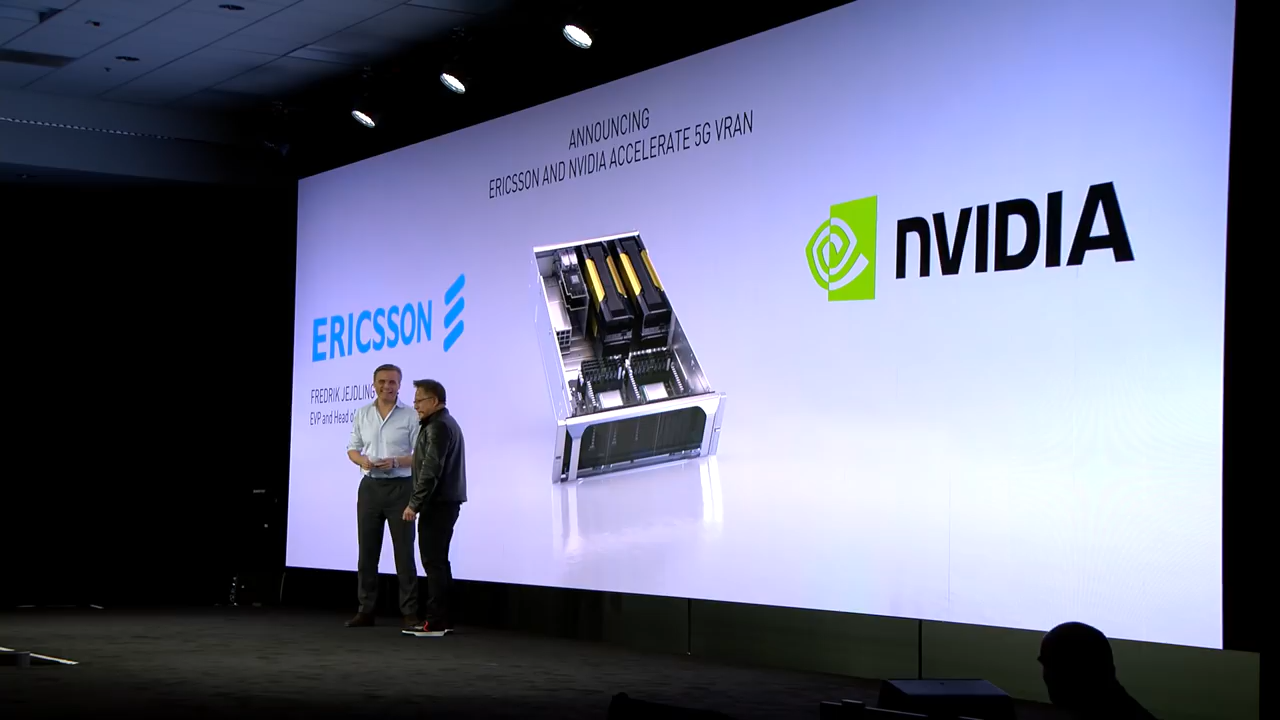 ANNOUNCING
ERICSSON AND NVIDIA ACCELERATE 5G VRAN
ERICSSON
NVIDIA
FREDRIK JEJDLING
EVP and Head of